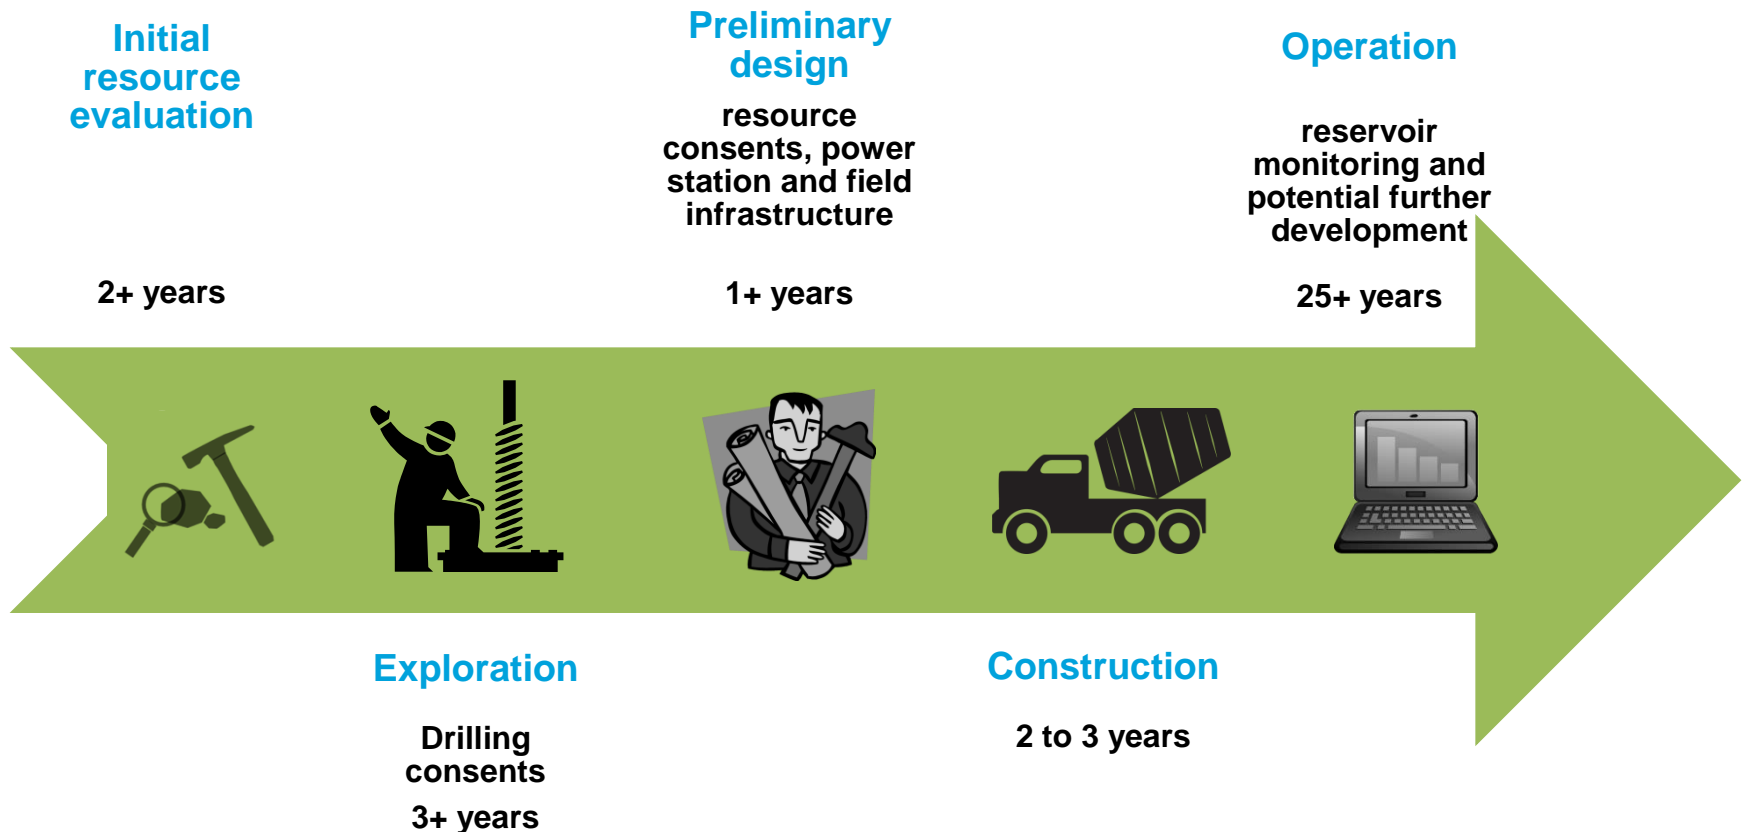 Initial
resource
evaluation
2+ years
Exploration
Drilling
consents
3+ years
Preliminary
design
resource
consents, power
station and field
infrastructure
1+ years
Construction
2 to 3 years
Operation
reservoir
monitoring and
potential further
development
25+ years